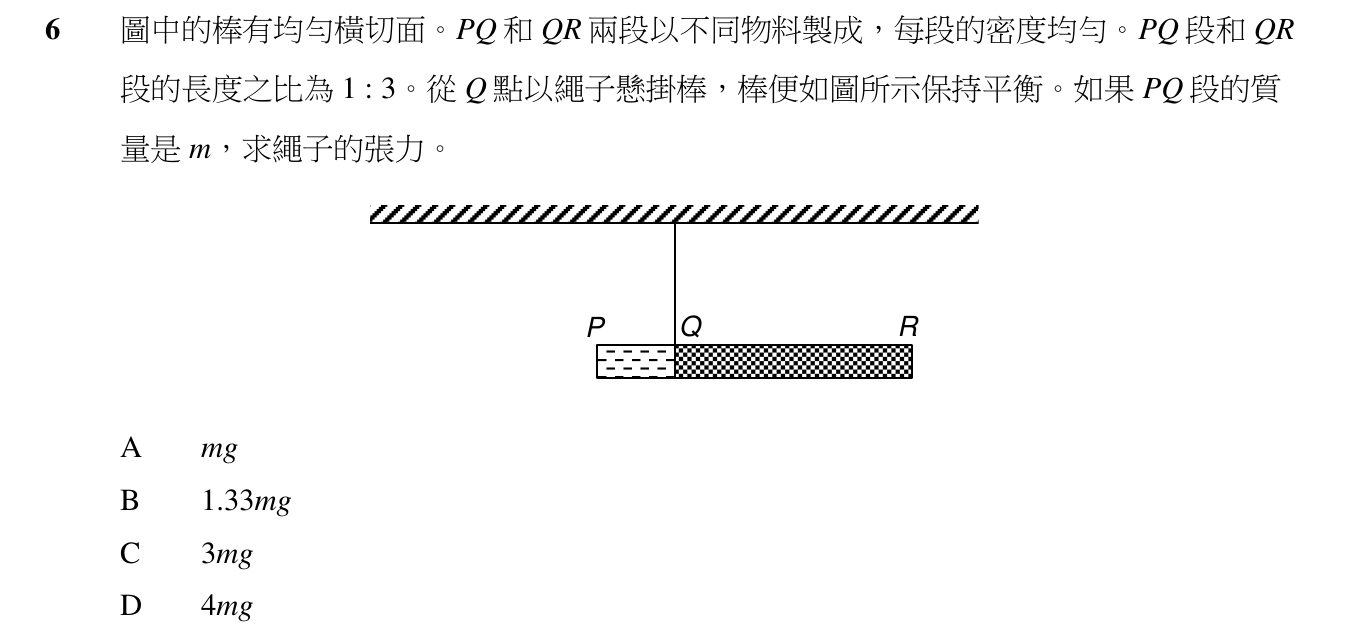 6 圖中的棒有均勻橫切面。PQ 和 QR 兩段以不同物料製成，每段的密度均勻。PQ 段和 QR
段的長度之比為 1 : 3。從 Q 點以繩子懸掛棒，棒便如圖所示保持平衡。如果 PQ 段的質
量是 m，求繩子的張力。
P Q R
A mg
B 1.33mg
C 3mg
D 4mg